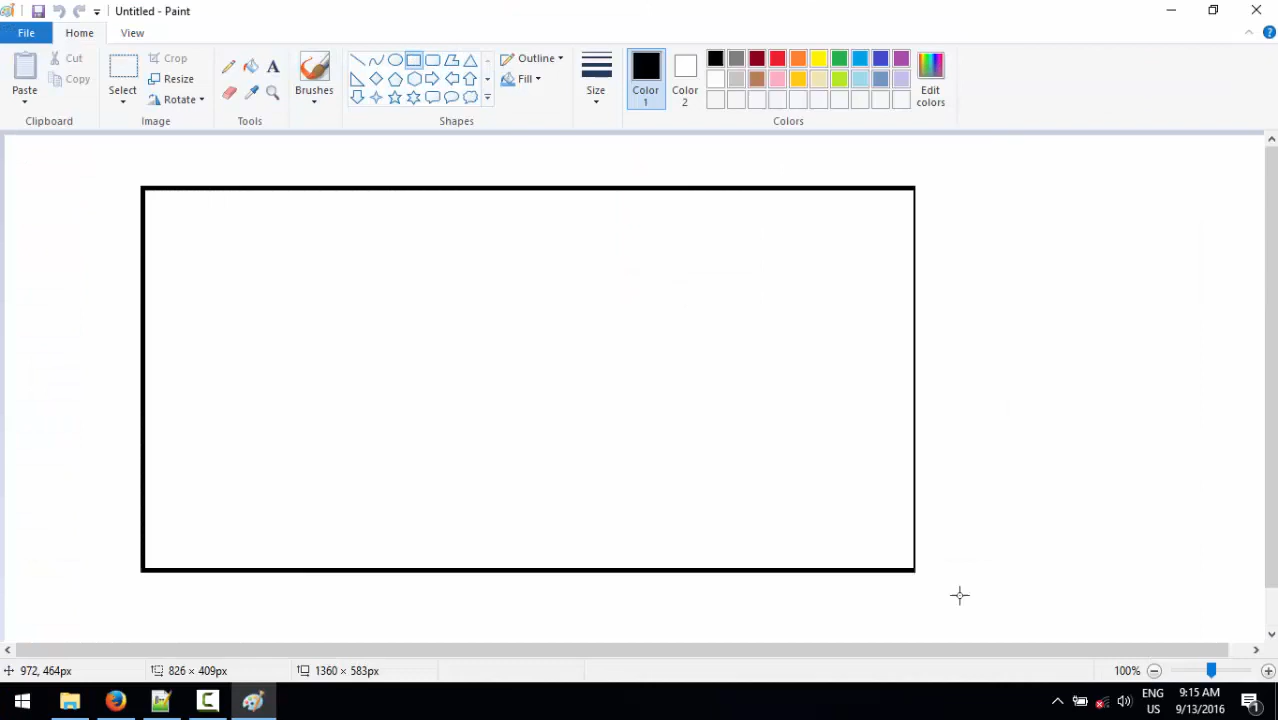 Untitled - Paint
File
Home
View
Paste
Cut
Copy
Clipboard
Select
Crop
Resize
Rotate
Image
A
Tools
Brushes
Outline
Fill
Shapes
Size
Color 1
Color 2
Edit colors
Colors
972, 464px
826 × 409px
1360 × 583px
100%
ENG
US
9:15 AM
9/13/2016
1